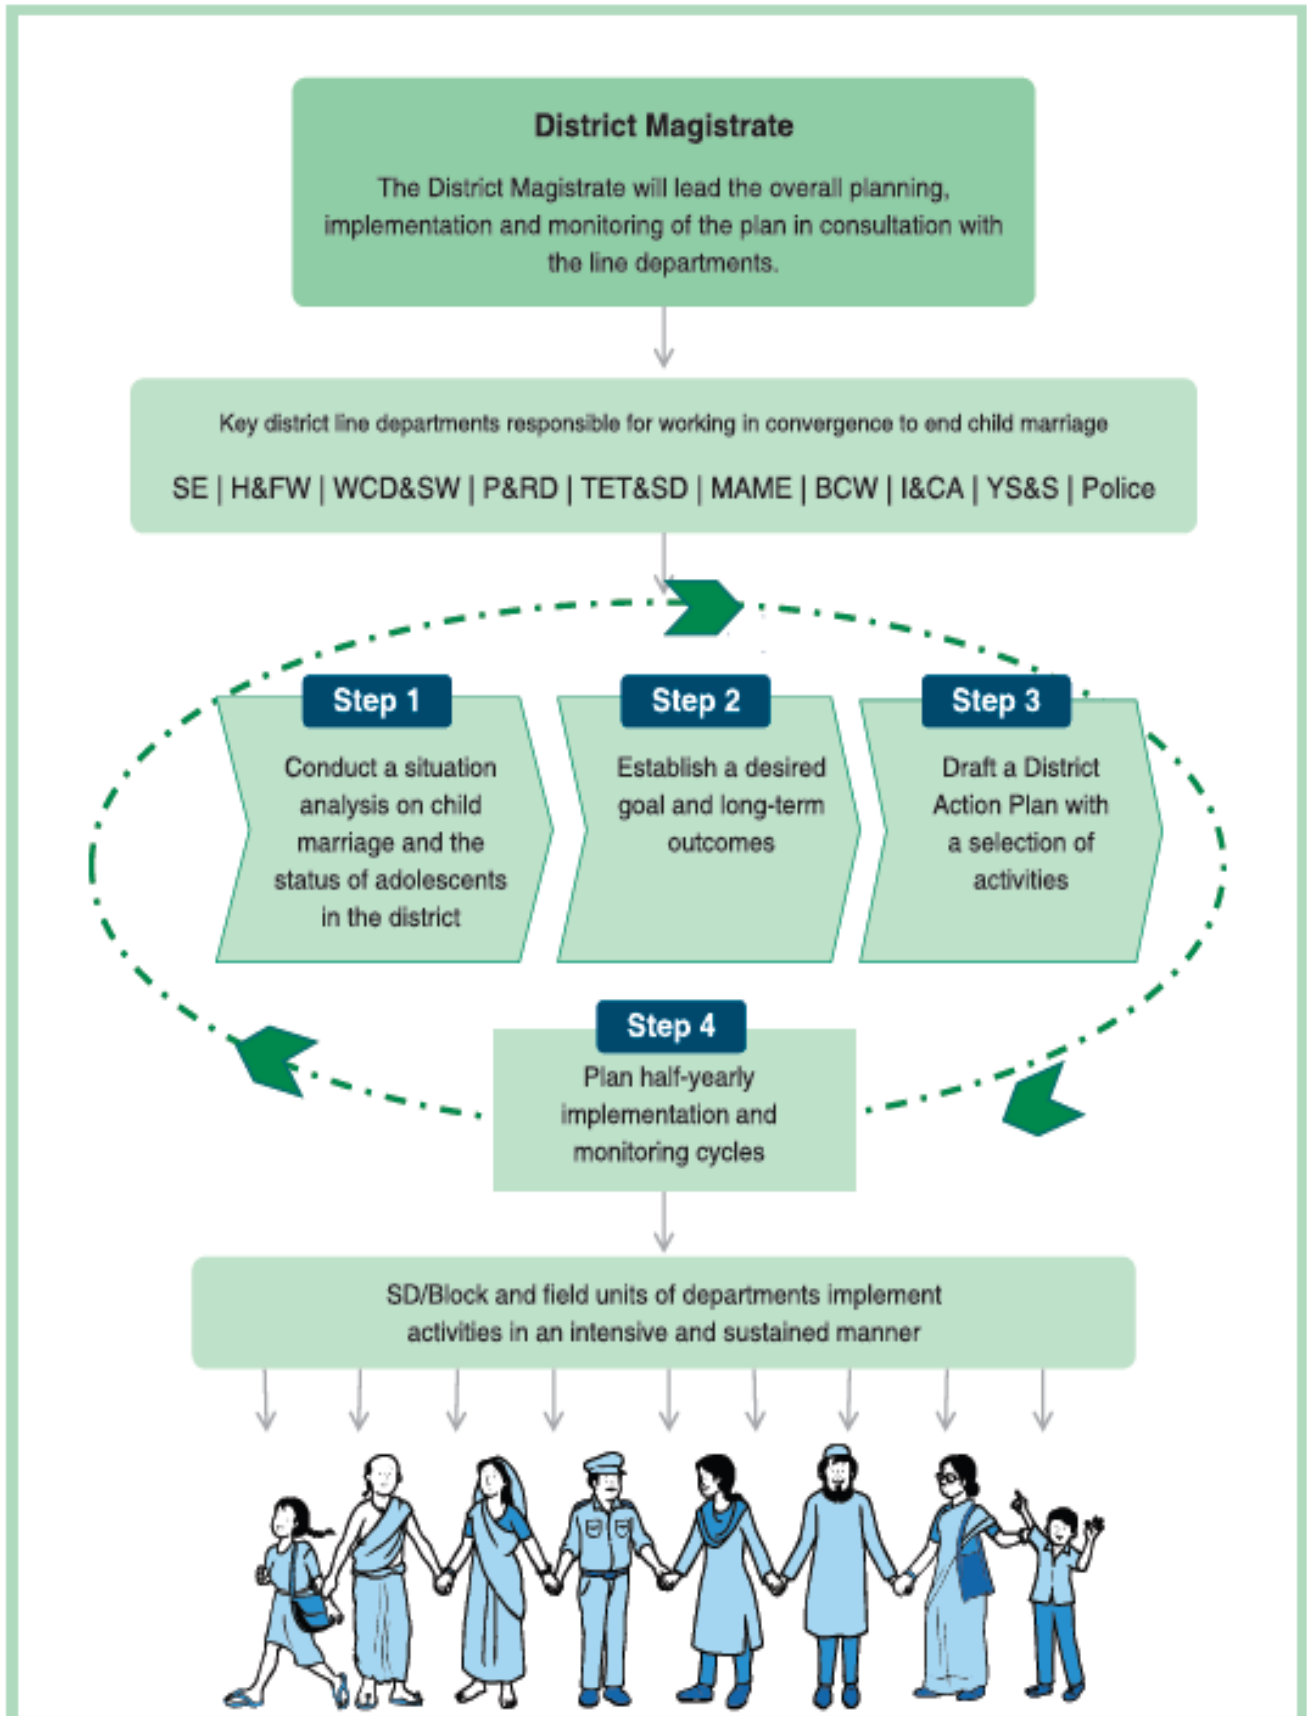 District Magistrate
The District Magistrate will lead the overall planning,
implementation and monitoring of the plan in consultation with
the line departments.
Key district line departments responsible for working in convergence to end child marriage
SE | H&FW | WCD&SW | P&RD | TET&SD | MAME | BCW | I&CA | YS&S | Police
Step 1
Conduct a situation
analysis on child
marriage and the
status of adolescents
in the district
Step 2
Establish a desired
goal and long-term
outcomes
Step 3
Draft a District
Action Plan with
a selection of
activities
Step 4
Plan half-yearly
implementation and
monitoring cycles
SD/Block and field units of departments implement
activities in an intensive and sustained manner